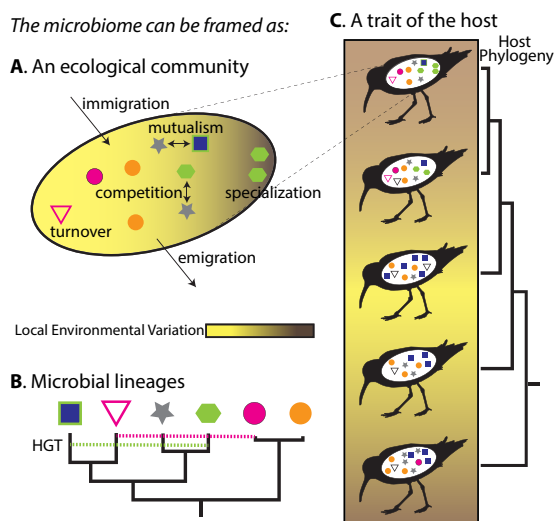 The microbiome can be framed as:
A. An ecological community
immigration
mutualism
competition
specialization
turnover
emigration
Local Environmental Variation
B. Microbial lineages
HGT
C. A trait of the host
Host
Phylogeny